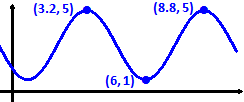 (3.2, 5)
(8.8, 5)
(6, 1)